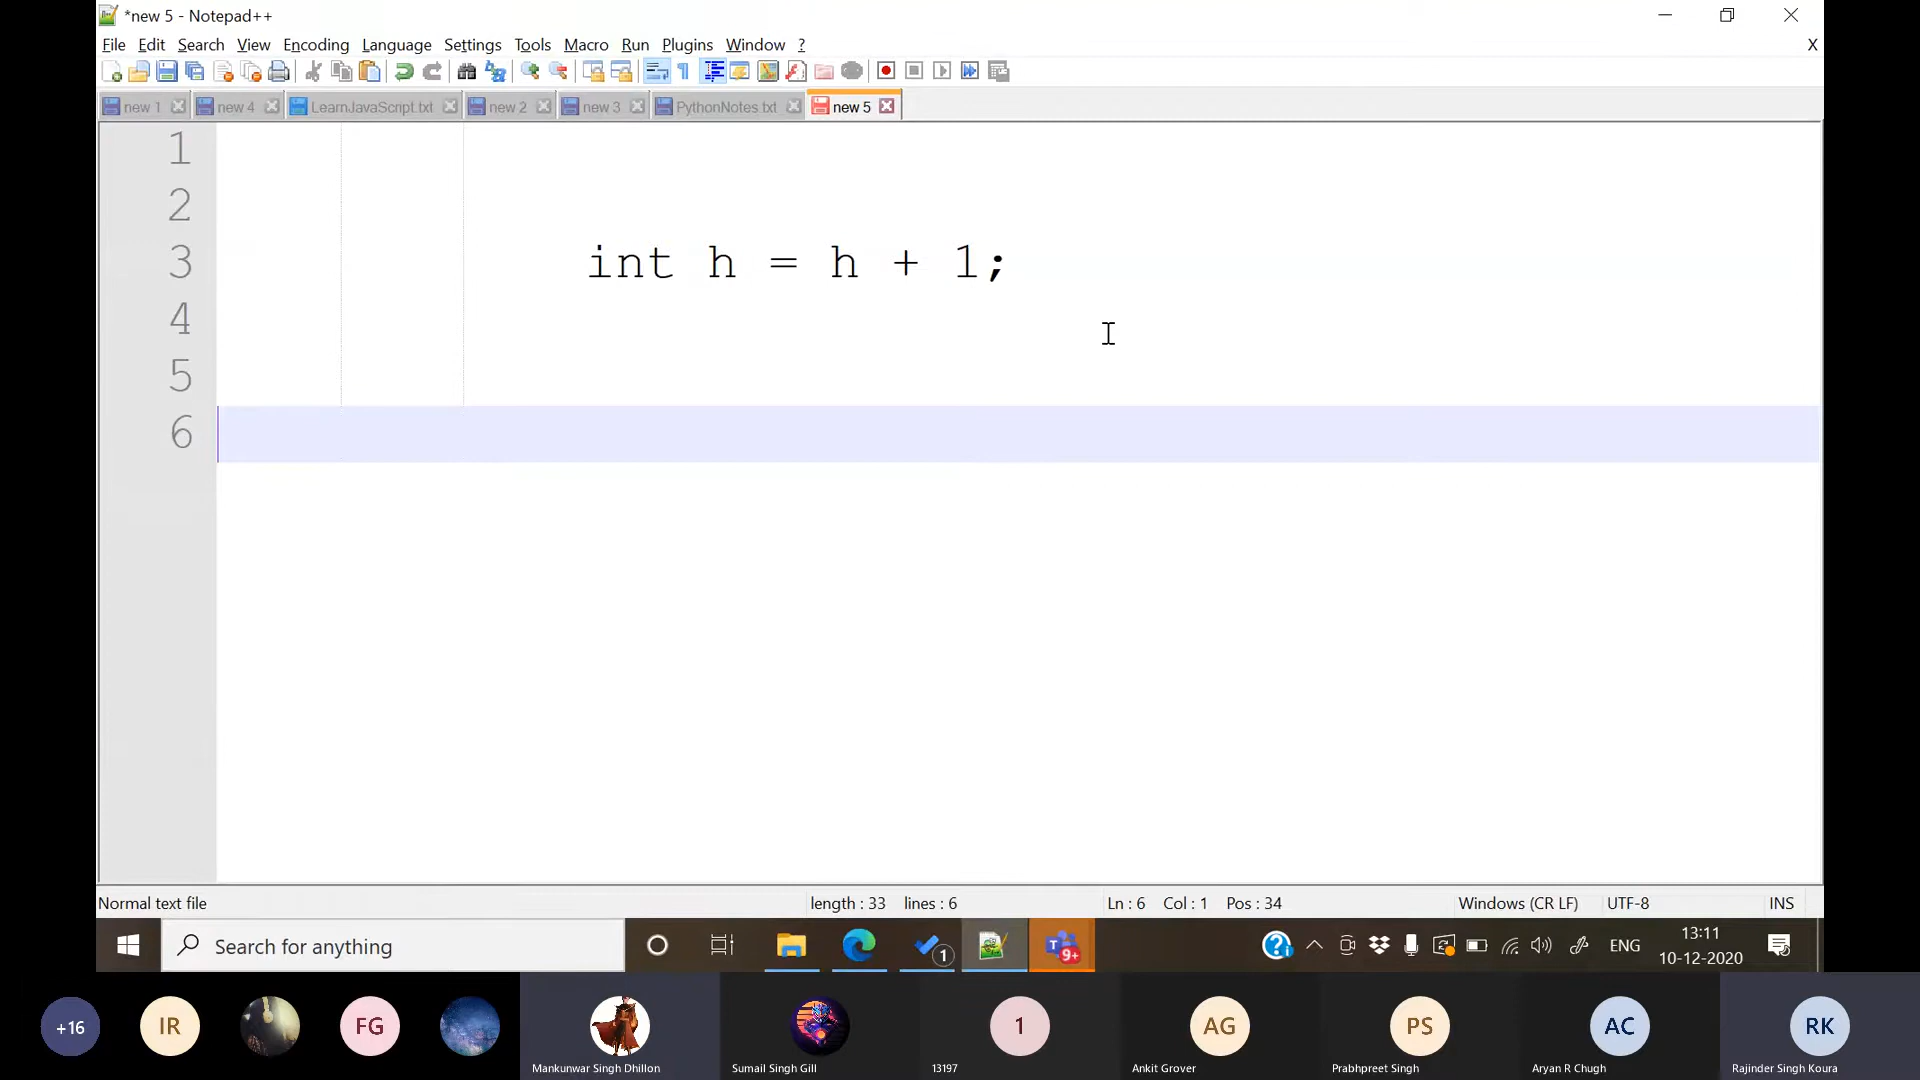 *new 5 - Notepad++
File Edit Search View Encoding Language Settings Tools Macro Run Plugins Window ? X
new 1 new 4 LearnJavaScript.txt new 2 new 3 PythonNotes.txt new 5
1
2
3 int h = h + 1;
4
5
6
Normal text file length : 33 lines : 6 Ln : 6 Col : 1 Pos : 34 Windows (CR LF) UTF-8 INS
Search for anything 1 9+ ENG 13:11
10-12-2020
+16 IR FG 1 AG PS AC RK
Mankunwar Singh Dhillon Sumail Singh Gill 13197 Ankit Grover Prabhpreet Singh Aryan R Chugh Rajinder Singh Koura